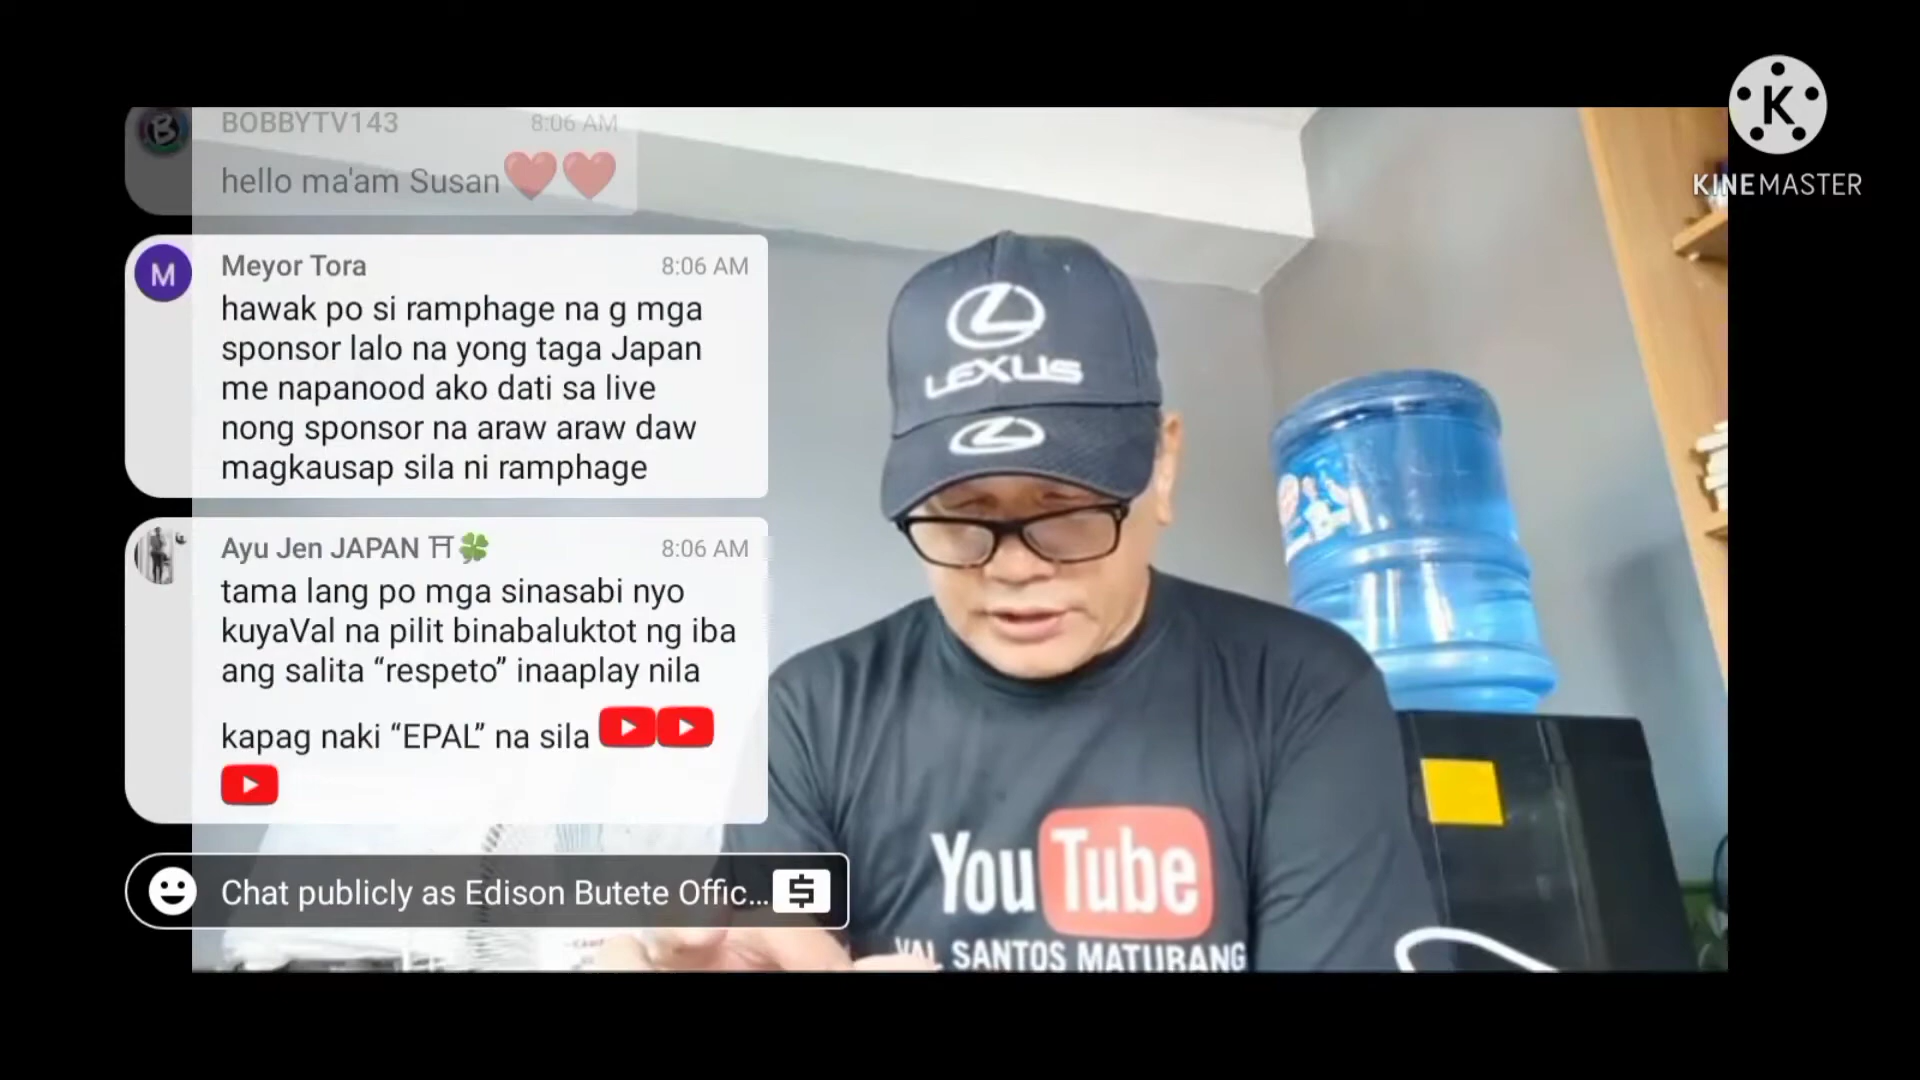 BOBBYTV143 8:06 AM
hello ma'am Susan❤️❤️
M
Meyor Tora 8:06 AM
hawak po si ramphage na g mga
sponsor lalo na yong taga Japan
me napanood ako dati sa live
nong sponsor na araw araw daw
magkausap sila ni ramphage
Ayu Jen JAPAN ⛩🍀 8:06 AM
tama lang po mga sinasabi nyo
kuyaVal na pilit binabaluktot ng iba
ang salita “respeto” inaaplay nila
kapag naki “EPAL” na sila
Chat publicly as Edison Butete Offic...
$
K
KINEMASTER
LEXUS
YouTube
VAL SANTOS MATUBANG